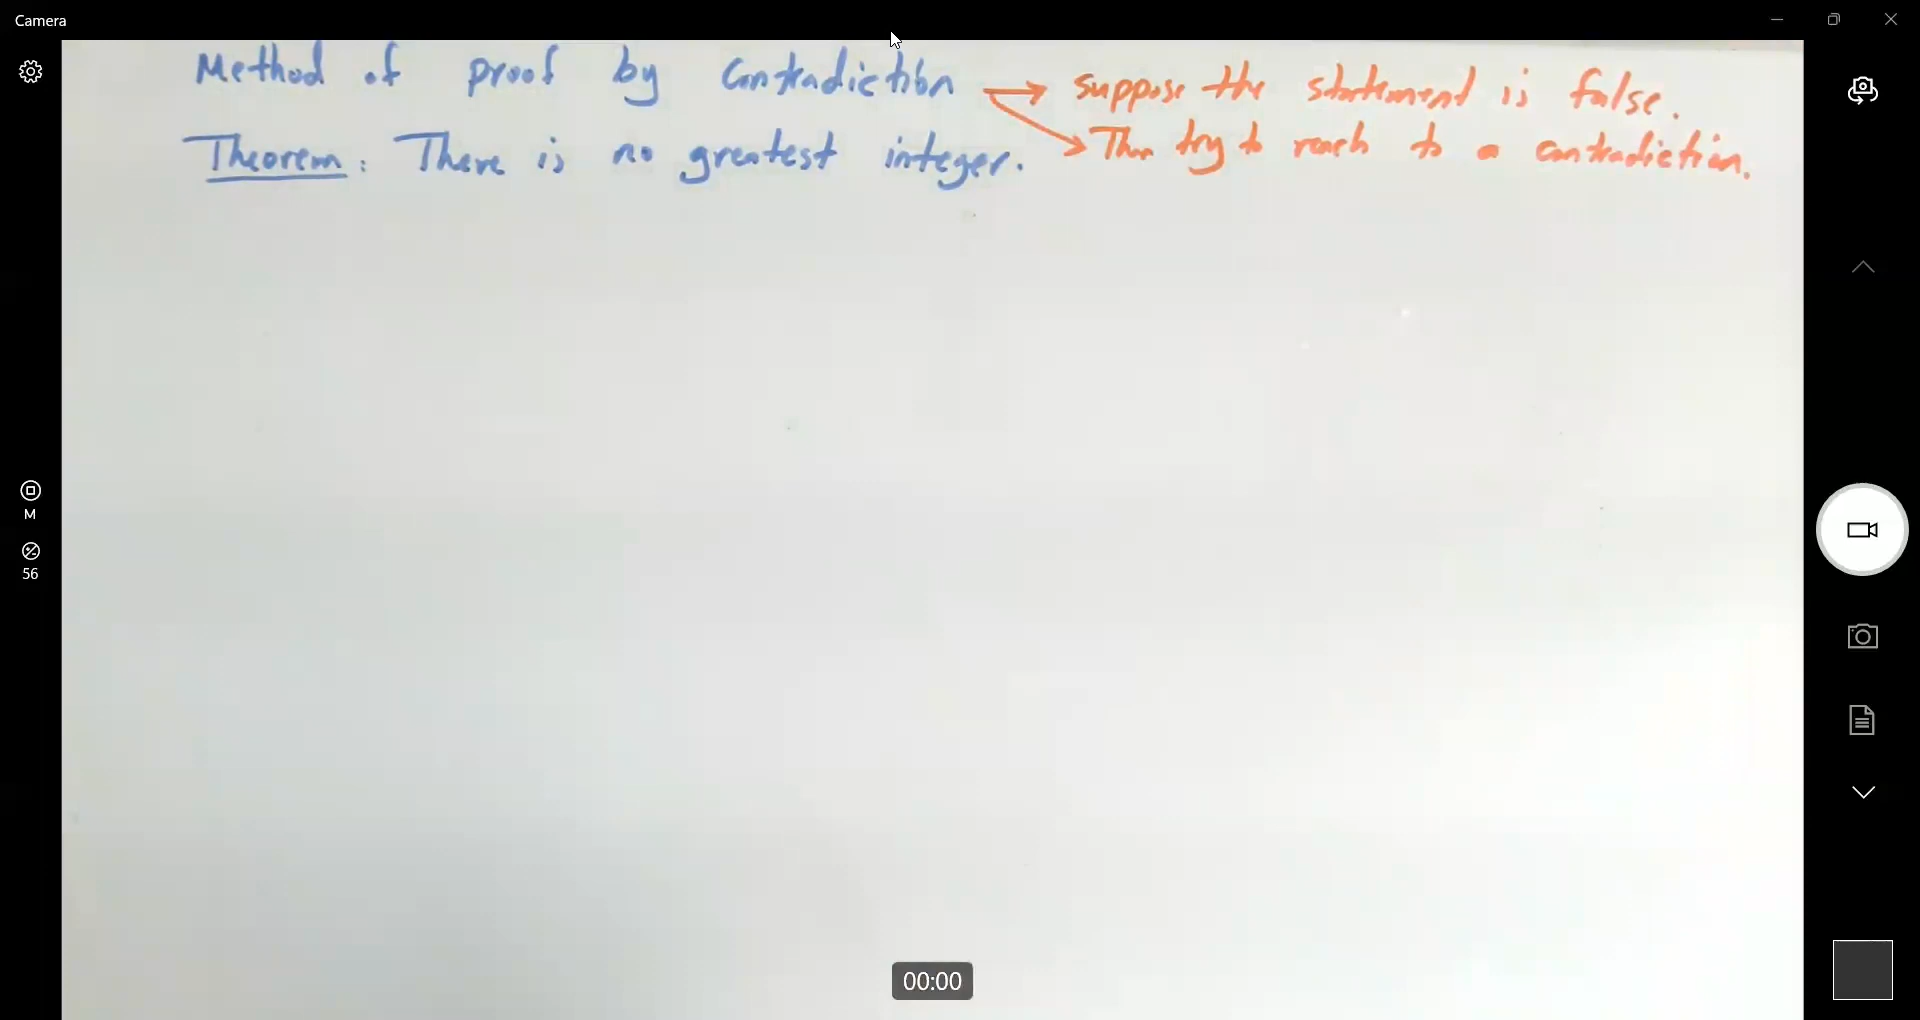 Camera
Method of proof by Contradiction → suppose the statement is false.
→ Then try to reach to a contradiction.
Theorem: There is no greatest integer.
M
56
00:00